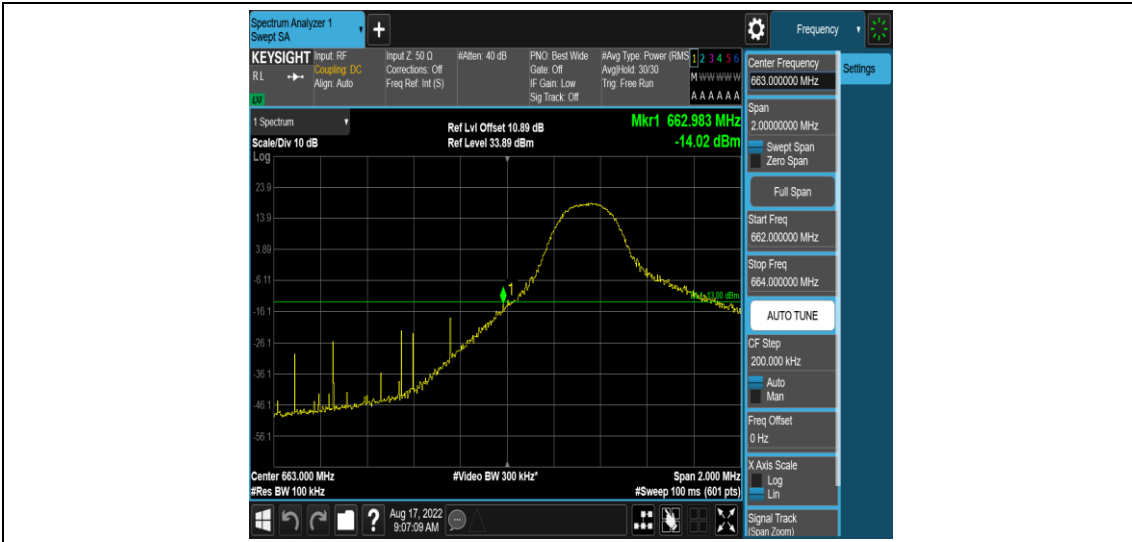 Spectrum Analyzer 1
Swept SA
+
Frequency
KEYSIGHT
RL
LXI
Input: RF
Coupling: DC
Align: Auto
Input Z: 50 Ω
Corrections: Off
Freq Ref: Int (S)
#Atten: 40 dB
PNO: Best Wide
Gate: Off
IF Gain: Low
Sig Track: Off
#Avg Type: Power (RMS
Avg|Hold: 30/30
Trig: Free Run
1 2 3 4 5 6
M W W W W W
A A A A A A
1 Spectrum
Scale/Div 10 dB
Log
Ref Lvl Offset 10.89 dB
Ref Level 33.89 dBm
Mkr1 662.983 MHz
-14.02 dBm
23.9
13.9
3.89
-6.11
-16.1
-26.1
-36.1
-46.1
-56.1
1
Center 663.000 MHz
#Res BW 100 kHz
#Video BW 300 kHz*
Span 2.000 MHz
#Sweep 100 ms (601 pts)
Center Frequency
663.000000 MHz
Settings
Span
2.00000000 MHz
Swept Span
Zero Span
Full Span
Start Freq
662.000000 MHz
Stop Freq
664.000000 MHz
AUTO TUNE
CF Step
200.000 kHz
Auto
Man
Freq Offset
0 Hz
X Axis Scale
Log
Lin
Signal Track
(Span Zoom)
?
Aug 17, 2022
9:07:09 AM